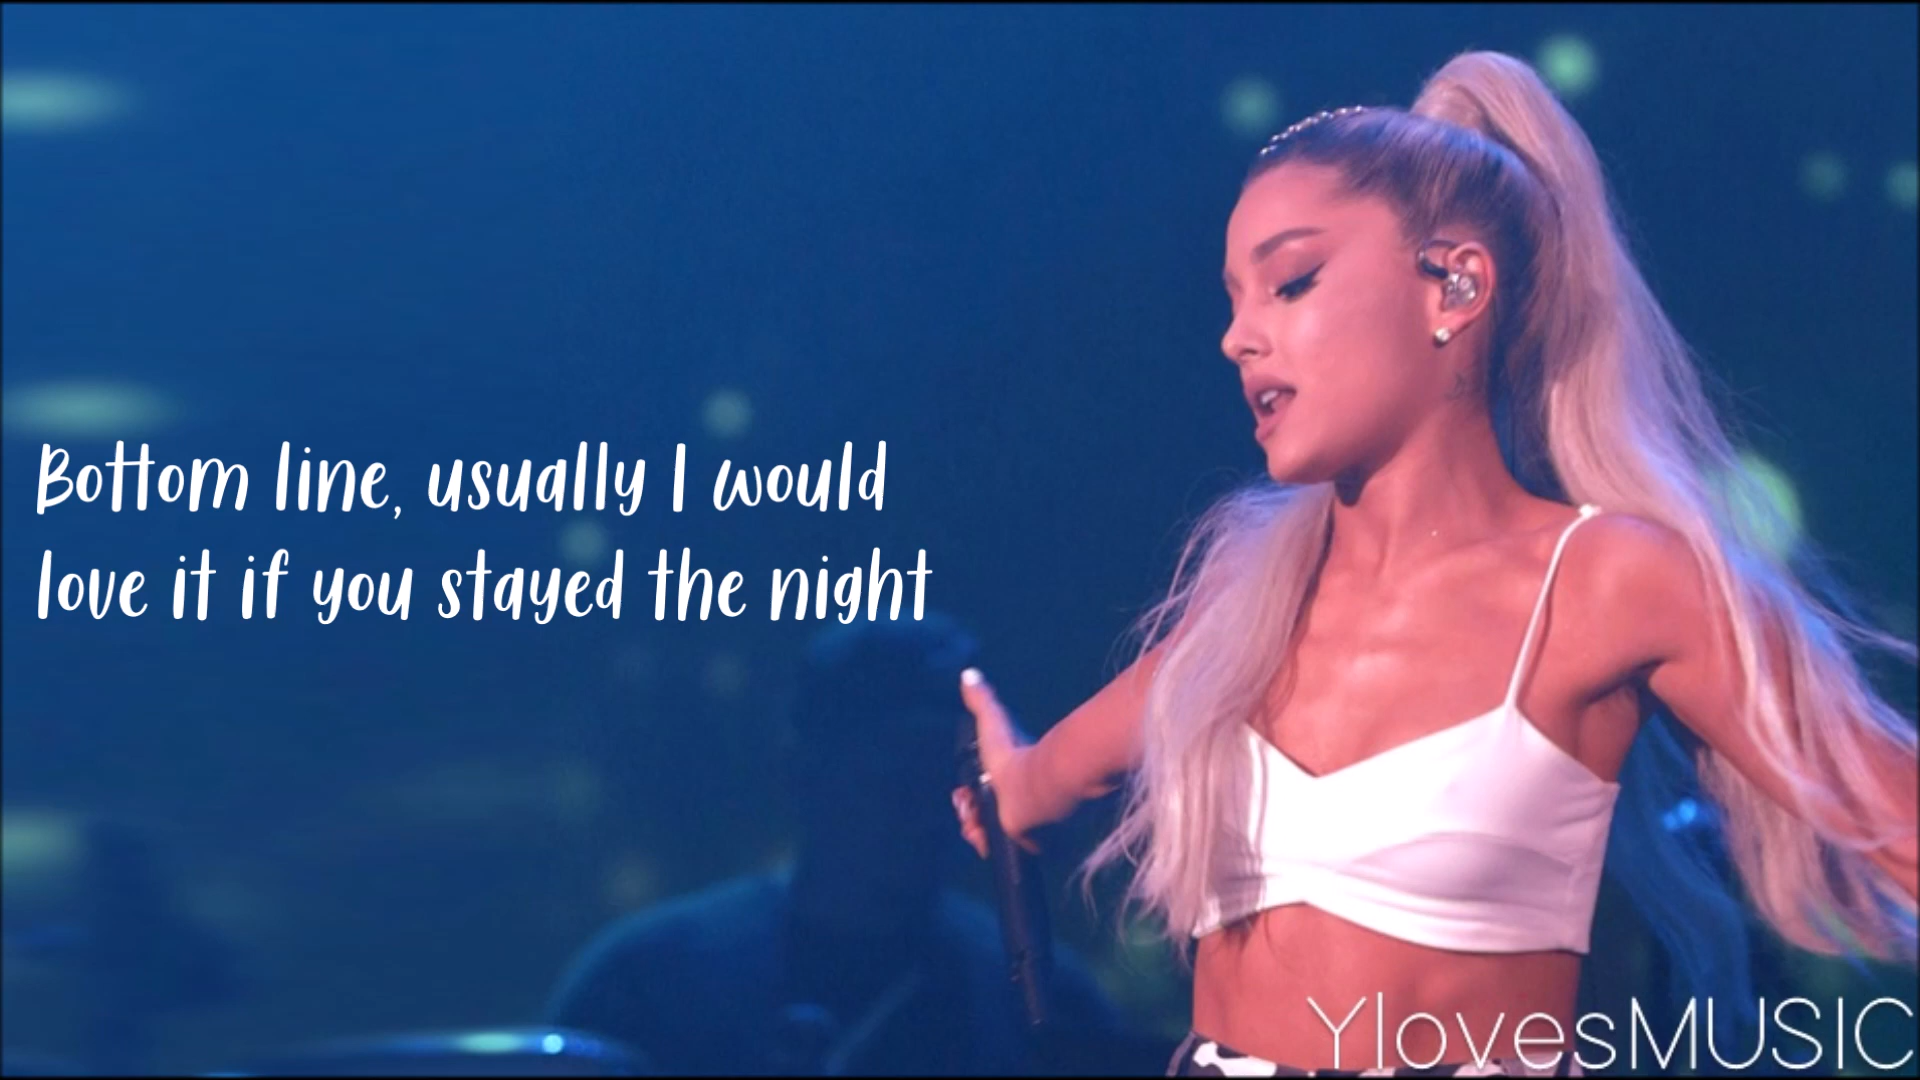 Bottom line, usually I would
love it if you stayed the night
YlovesMUSIC